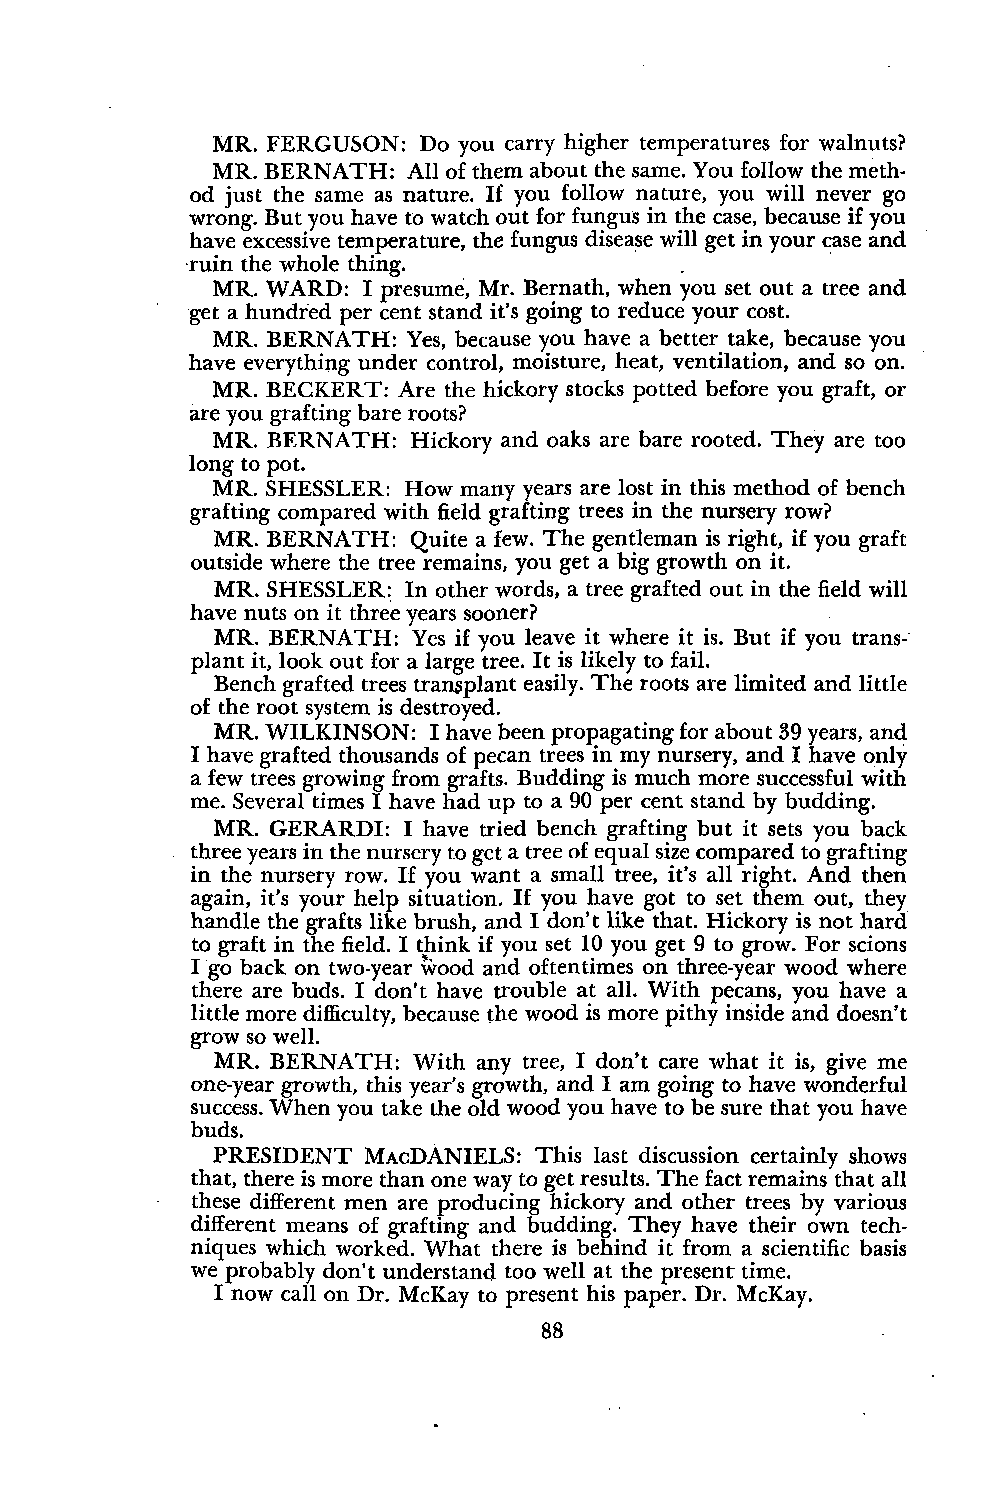 MR. FERGUSON: Do you carry higher temperatures for walnuts?
MR. BERNATH: All of them about the same. You follow the meth-
od just the same as nature. If you follow nature, you will never go
wrong. But you have to watch out for fungus in the case, because if you
have excessive temperature, the fungus disease will get in your case and
ruin the whole thing.
MR. WARD: I presume, Mr. Bernath, when you set out a tree and
get a hundred per cent stand it's going to reduce your cost.
MR. BERNATH: Yes, because you have a better take, because you
have everything under control, moisture, heat, ventilation, and so on.
MR. BECKERT: Are the hickory stocks potted before you graft, or
are you grafting bare roots?
MR. BERNATH: Hickory and oaks are bare rooted. They are too
long to pot.
MR. SHESSLER: How many years are lost in this method of bench
grafting compared with field grafting trees in the nursery row?
MR. BERNATH: Quite a few. The gentleman is right, if you graft
outside where the tree remains, you get a big growth on it.
MR. SHESSLER: In other words, a tree grafted out in the field will
have nuts on it three years sooner?
MR. BERNATH: Yes if you leave it where it is. But if you trans-
plant it, look out for a large tree. It is likely to fail.
Bench grafted trees transplant easily. The roots are limited and little
of the root system is destroyed.
MR. WILKINSON: I have been propagating for about 39 years, and
I have grafted thousands of pecan trees in my nursery, and I have only
a few trees growing from grafts. Budding is much more successful with
me. Several times I have had up to a 90 per cent stand by budding.
MR. GERARDI: I have tried bench grafting but it sets you back
three years in the nursery to get a tree of equal size compared to grafting
in the nursery row. If you want a small tree, it's all right. And then
again, it's your help situation. If you have got to set them out, they
handle the grafts like brush, and I don't like that. Hickory is not hard
to graft in the field. I think if you set 10 you get 9 to grow. For scions
I go back on two-year wood and oftentimes on three-year wood where
there are buds. I don't have trouble at all. With pecans, you have a
little more difficulty, because the wood is more pithy inside and doesn't
grow so well.
MR. BERNATH: With any tree, I don't care what it is, give me
one-year growth, this year's growth, and I am going to have wonderful
success. When you take the old wood you have to be sure that you have
buds.
PRESIDENT MACDANIELS: This last discussion certainly shows
that, there is more than one way to get results. The fact remains that all
these different men are producing hickory and other trees by various
different means of grafting and budding. They have their own tech-
niques which worked. What there is behind it from a scientific basis
we probably don't understand too well at the present time.
I now call on Dr. McKay to present his paper. Dr. McKay.
88